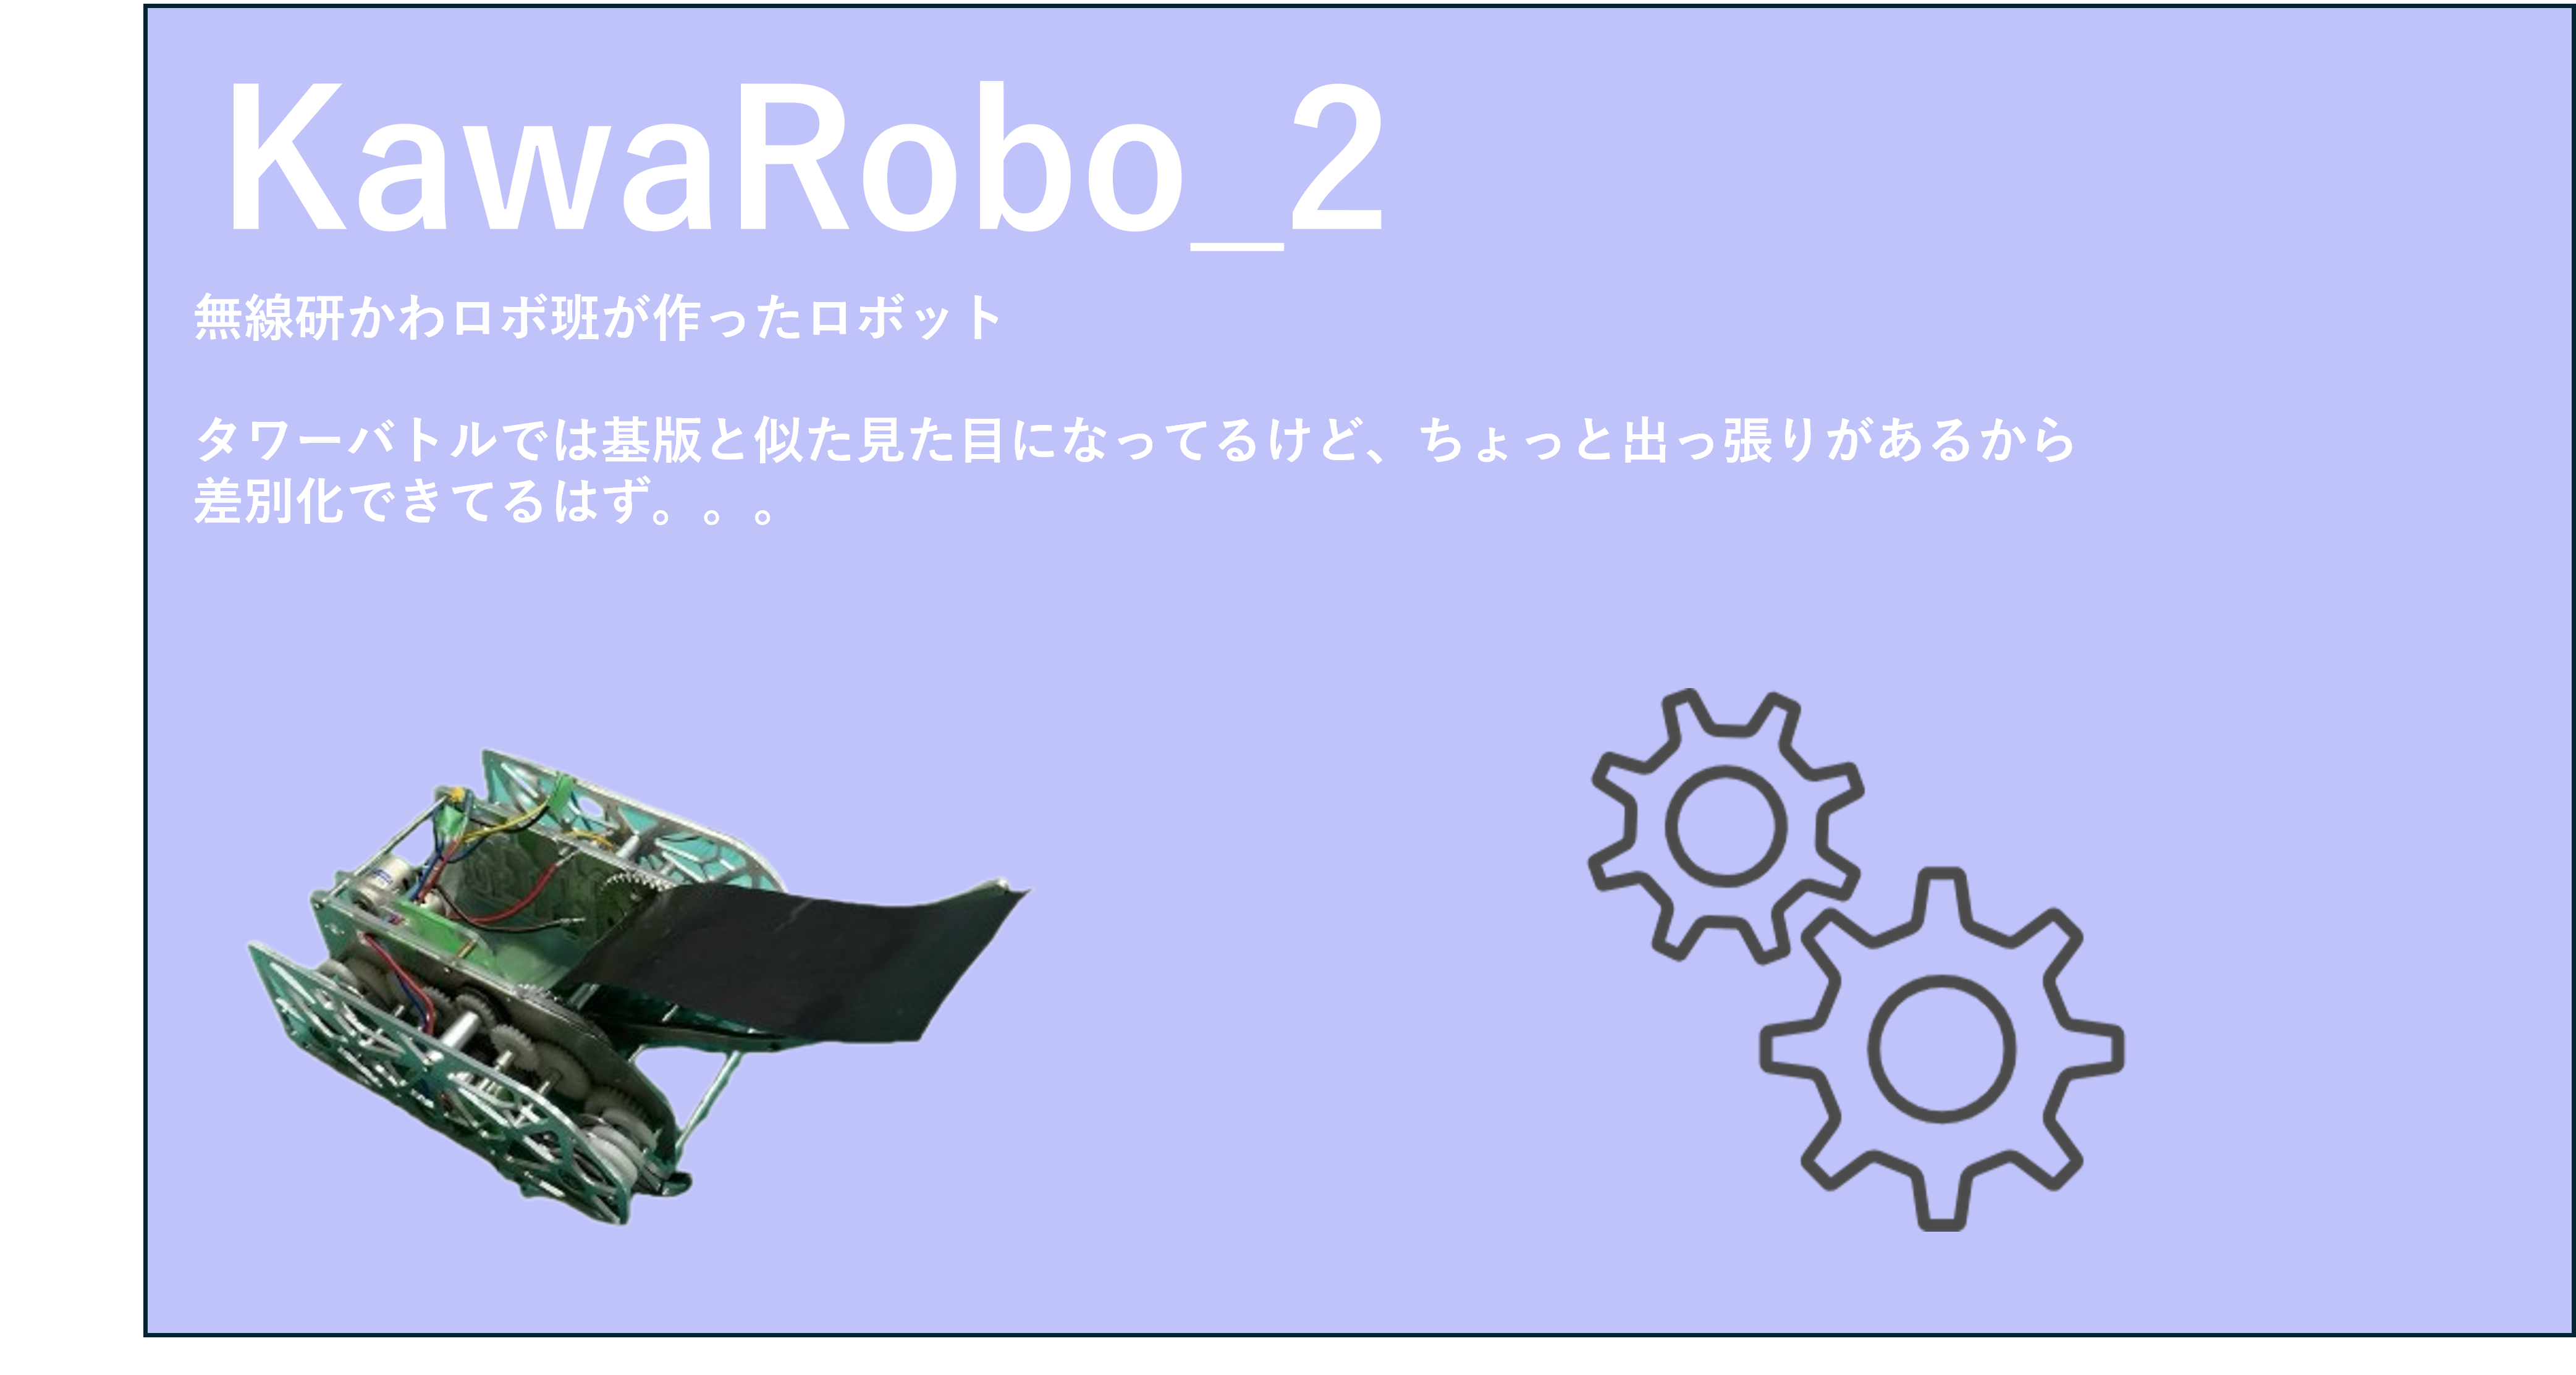 KawaRobo_2
無線研かわロボ班が作ったロボット
タワーバトルでは基版と似た見た目になってるけど、ちょっと出っ張りがあるから
差別化できてるはず。。。